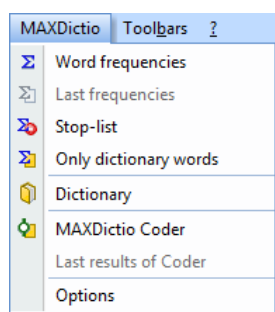 MAXDictio Toolbars ?
Word frequencies
Last frequencies
Stop-list
Only dictionary words
Dictionary
MAXDictio Coder
Last results of Coder
Options